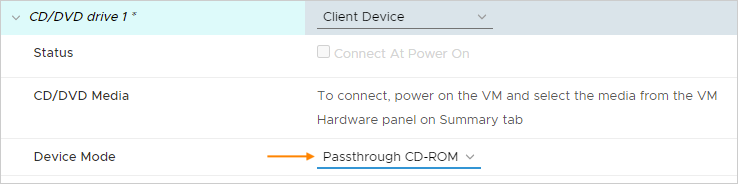 CD/DVD drive 1 * Client Device
Status Connect At Power On
CD/DVD Media To connect, power on the VM and select the media from the VM
Hardware panel on Summary tab
Device Mode Passthrough CD-ROM